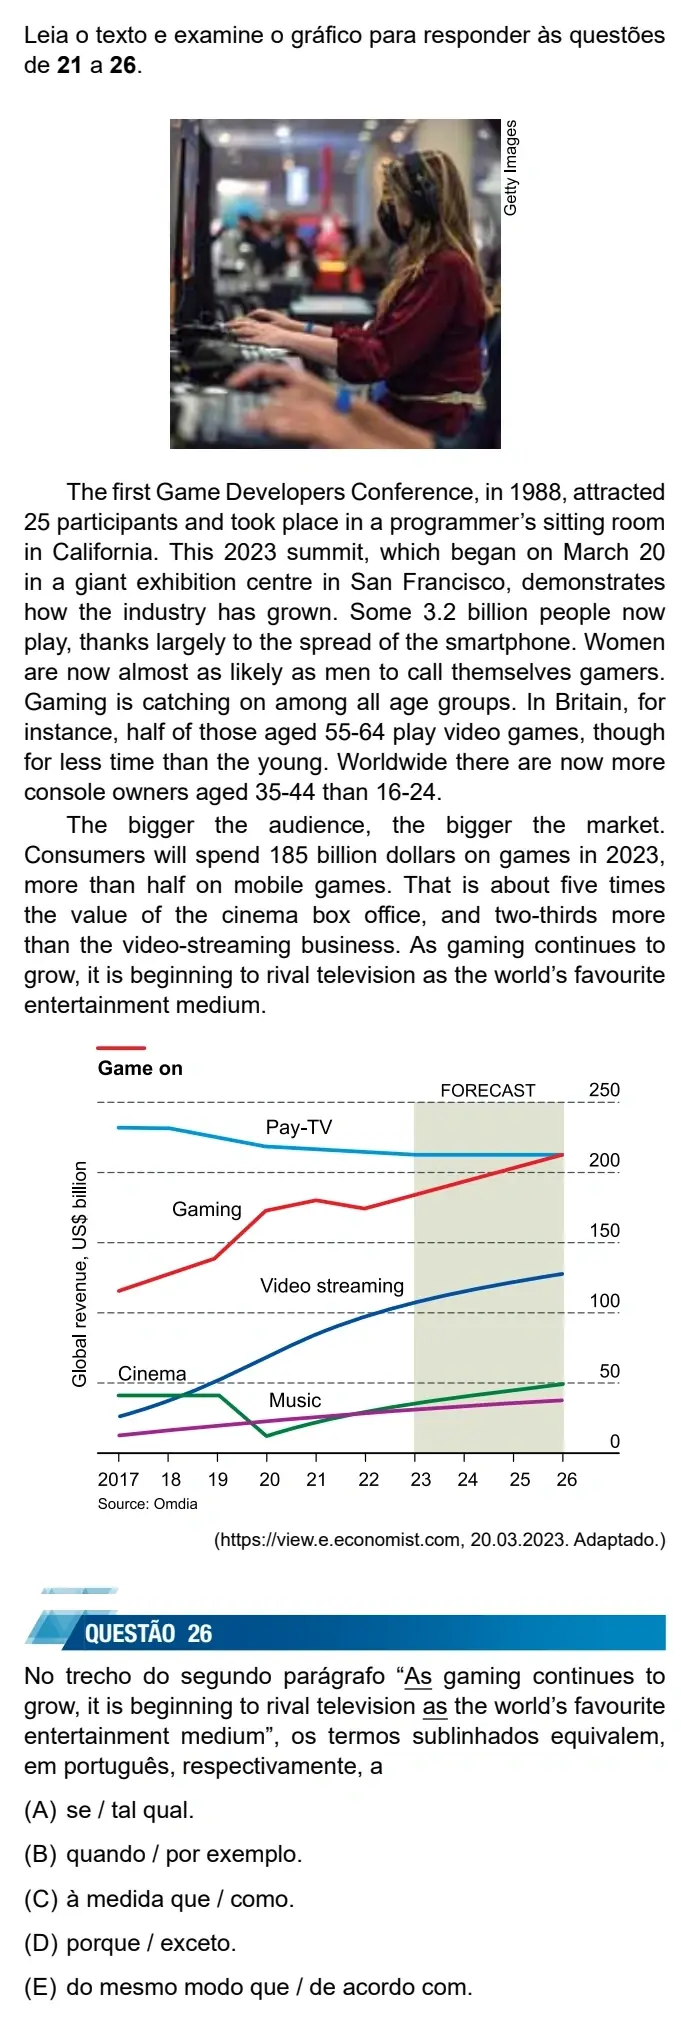 Leia o texto e examine o gráfico para responder às questões
de 21 a 26.
Getty Images
The first Game Developers Conference, in 1988, attracted
25 participants and took place in a programmer’s sitting room
in California. This 2023 summit, which began on March 20
in a giant exhibition centre in San Francisco, demonstrates
how the industry has grown. Some 3.2 billion people now
play, thanks largely to the spread of the smartphone. Women
are now almost as likely as men to call themselves gamers.
Gaming is catching on among all age groups. In Britain, for
instance, half of those aged 55-64 play video games, though
for less time than the young. Worldwide there are now more
console owners aged 35-44 than 16-24.
The bigger the audience, the bigger the market.
Consumers will spend 185 billion dollars on games in 2023,
more than half on mobile games. That is about five times
the value of the cinema box office, and two-thirds more
than the video-streaming business. As gaming continues to
grow, it is beginning to rival television as the world’s favourite
entertainment medium.
Game on
FORECAST 250
Pay-TV
200
Gaming
150
Video streaming
100
Cinema
50
Music
0
Global revenue, US$ billion
2017 18 19 20 21 22 23 24 25 26
Source: Omdia
(https://view.e.economist.com, 20.03.2023. Adaptado.)
QUESTÃO 26
No trecho do segundo parágrafo “As gaming continues to
grow, it is beginning to rival television as the world’s favourite
entertainment medium”, os termos sublinhados equivalem,
em português, respectivamente, a
(A) se / tal qual.
(B) quando / por exemplo.
(C) à medida que / como.
(D) porque / exceto.
(E) do mesmo modo que / de acordo com.